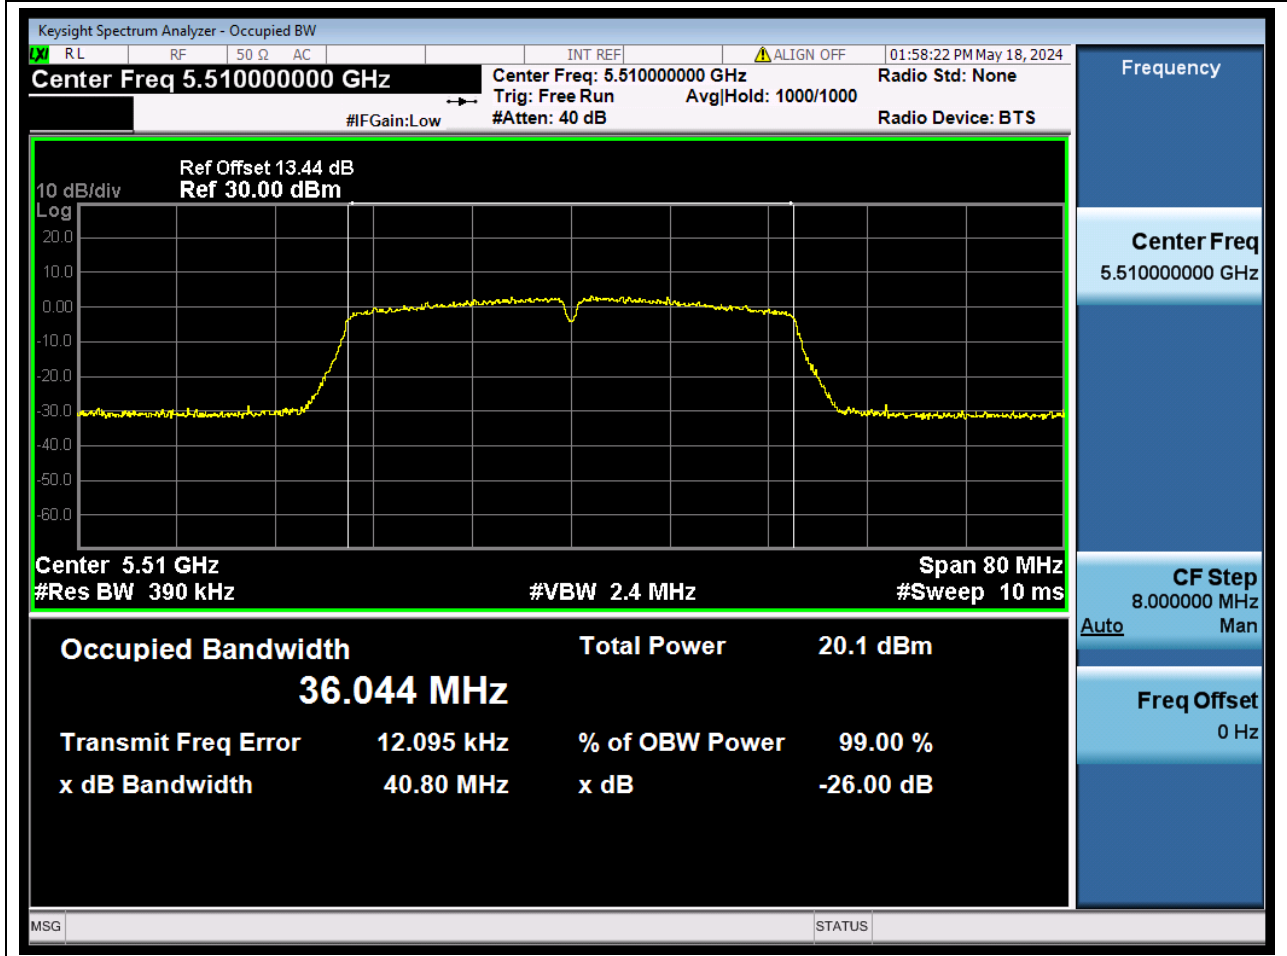 Keysight Spectrum Analyzer - Occupied BW
LXI RL RF 50 Ω AC INT REF ALIGN OFF 01:58:22 PM May 18, 2024
Center Freq 5.510000000 GHz
Center Freq: 5.510000000 GHz
Radio Std: None
Trig: Free Run Avg|Hold: 1000/1000
#IFGain:Low
#Atten: 40 dB
Radio Device: BTS
Ref Offset 13.44 dB
10 dB/div Ref 30.00 dBm
Log
20.0
10.0
0.00
-10.0
-20.0
-30.0
-40.0
-50.0
-60.0
Center 5.51 GHz Span 80 MHz
#Res BW 390 kHz #VBW 2.4 MHz #Sweep 10 ms
Occupied Bandwidth Total Power 20.1 dBm
36.044 MHz
Transmit Freq Error 12.095 kHz % of OBW Power 99.00 %
x dB Bandwidth 40.80 MHz x dB -26.00 dB
MSG STATUS
Frequency
Center Freq
5.510000000 GHz
CF Step
8.000000 MHz
Auto Man
Freq Offset
0 Hz